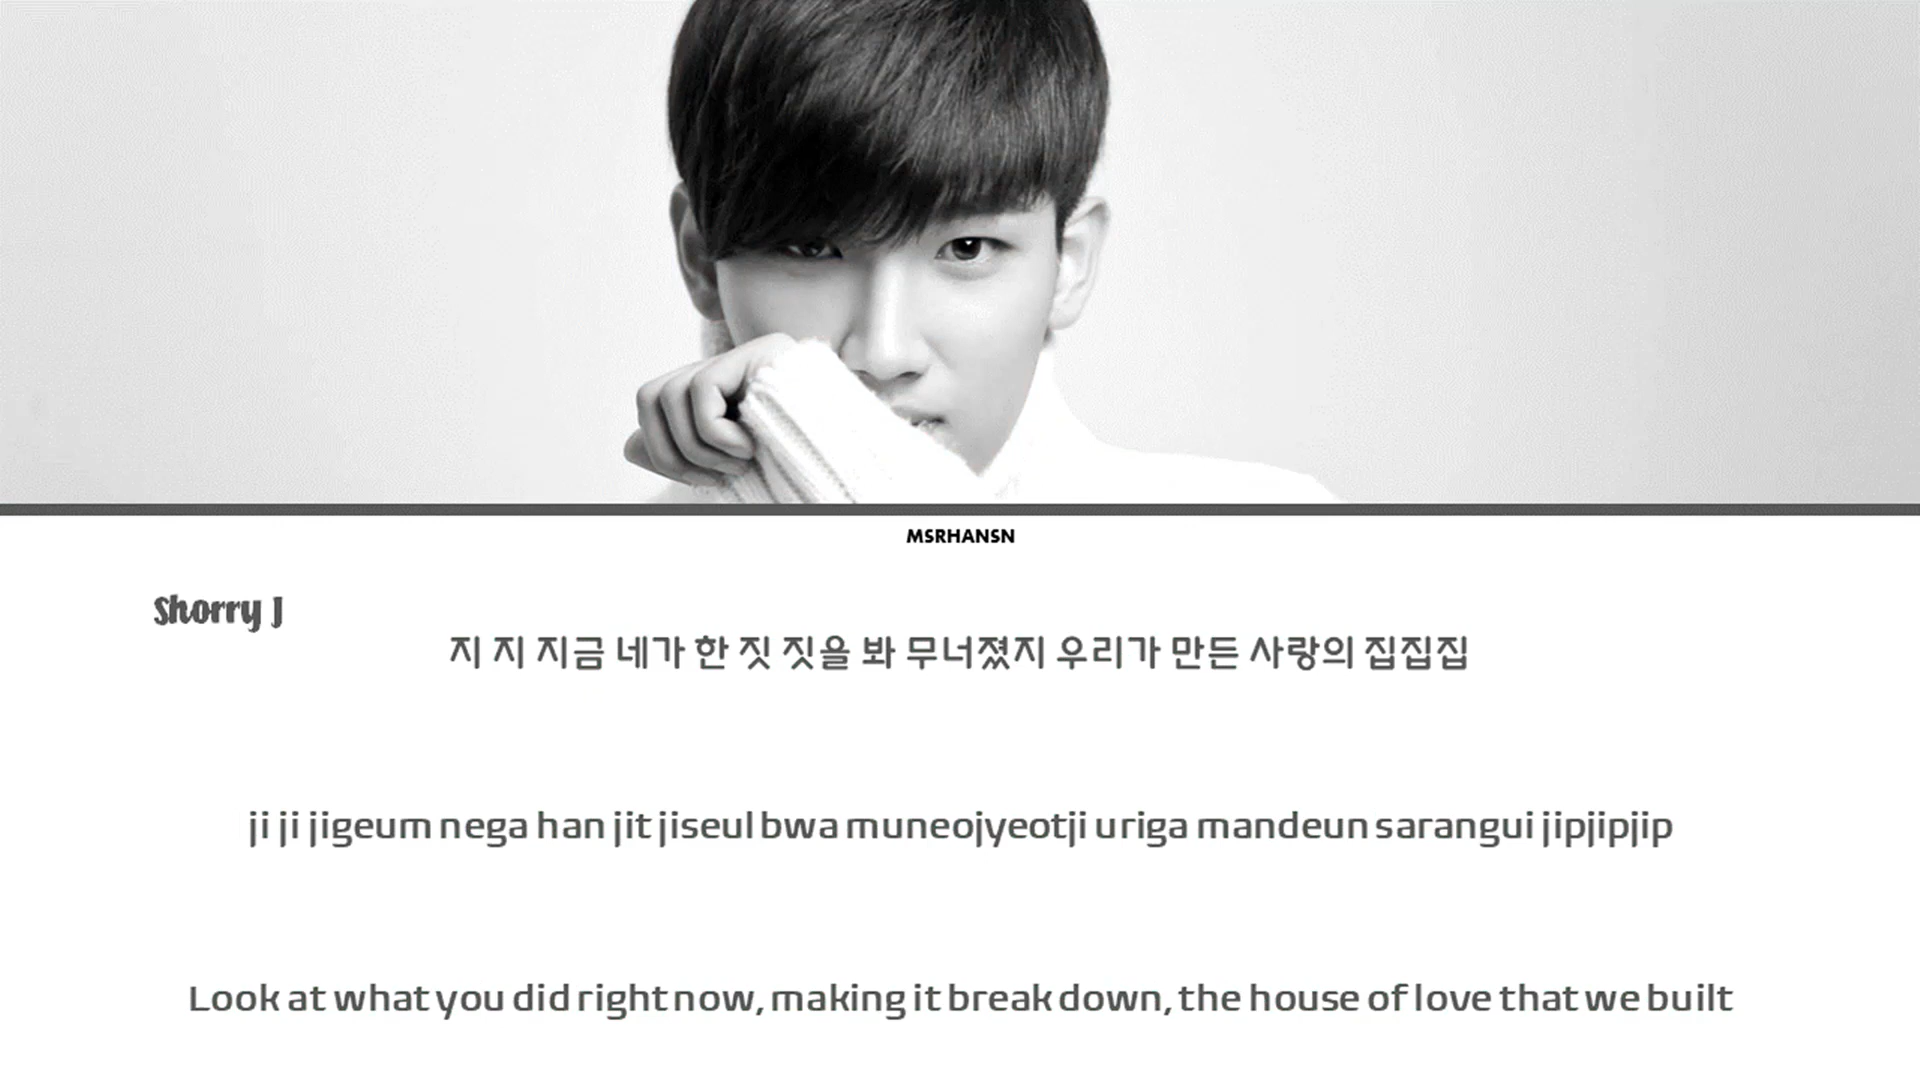 MSRHANSN
Shorry J
지 지 지금 네가 한 짓 짓을 봐 무너졌지 우리가 만든 사랑의 집집집
ji ji jigeum nega han jit jiseul bwa muneojyeotji uriga mandeun sarangui jipjipjip
Look at what you did right now, making it break down, the house of love that we built